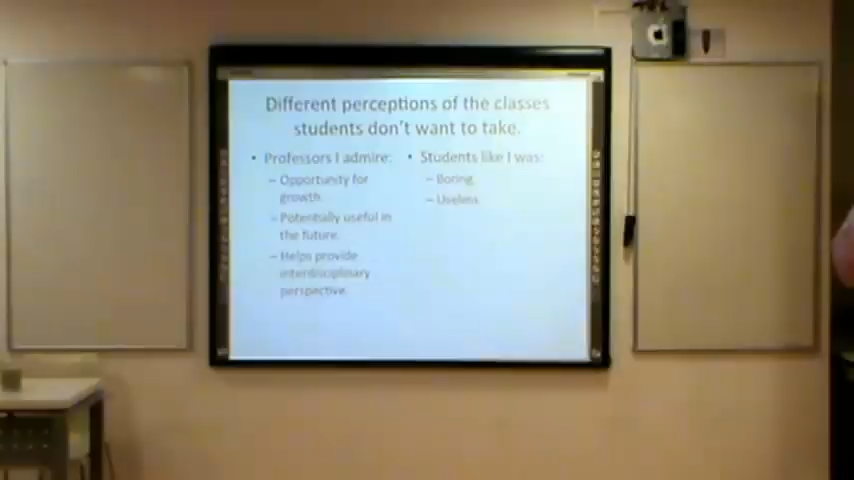 Different perceptions of the classes
students don't want to take.
• Professors I admire:
– Opportunity for
growth.
– Potentially useful in
the future.
– Helps provide
interdisciplinary
perspective.
• Students like I was:
– Boring
– Useless